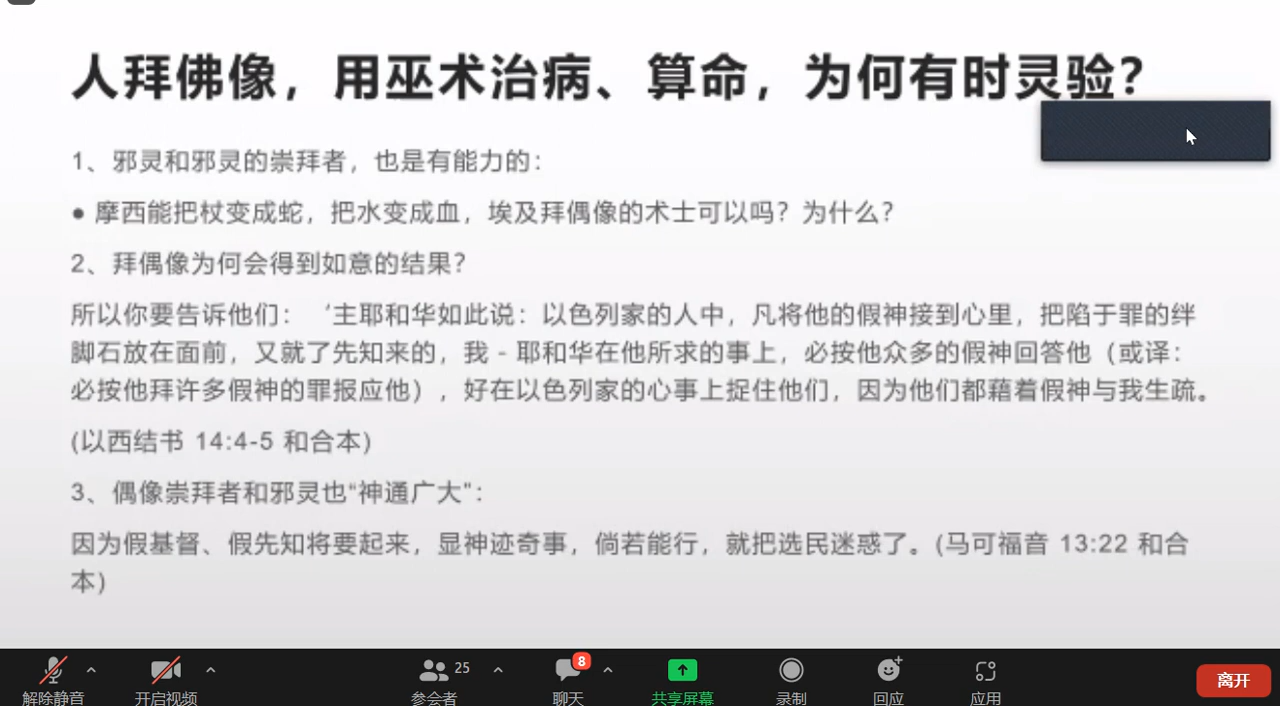 人拜佛像，用巫术治病、算命，为何有时灵验？
1、邪灵和邪灵的崇拜者，也是有能力的：
● 摩西能把杖变成蛇，把水变成血，埃及拜偶像的术士可以吗？为什么？
2、拜偶像为何会得到如意的结果？
所以你要告诉他们：‘主耶和华如此说：以色列家的人中，凡将他的假神接到心里，把陷于罪的绊
脚石放在面前，又就了先知来的，我 - 耶和华在他所求的事上，必按他众多的假神回答他（或译：
必按他拜许多假神的罪报应他），好在以色列家的心事上捉住他们，因为他们都藉着假神与我生疏。
(以西结书 14:4-5 和合本)
3、偶像崇拜者和邪灵也“神通广大”：
因为假基督、假先知将要起来，显神迹奇事，倘若能行，就把选民迷惑了。(马可福音 13:22 和合
本)
解除静音 开启视频 参会者 25 聊天 8 共享屏幕 录制 回应 应用 离开